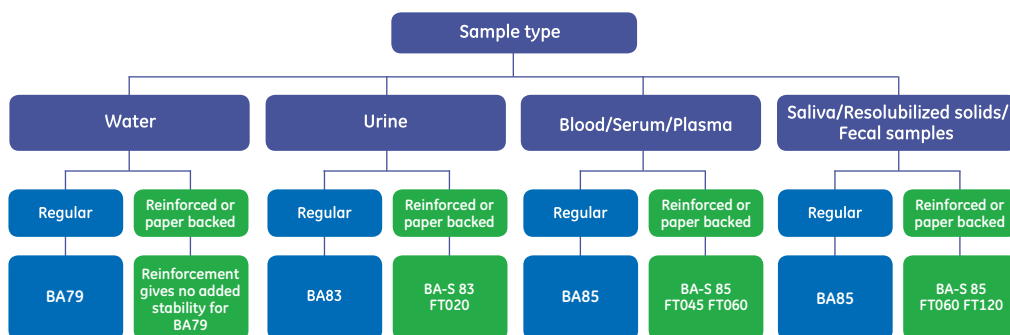 Sample type
Water
Urine
Blood/Serum/Plasma
Saliva/Resolubilized solids/
Fecal samples
Regular
Reinforced or
paper backed
Regular
Reinforced or
paper backed
Regular
Reinforced or
paper backed
Regular
Reinforced or
paper backed
BA79
Reinforcement
gives no added
stability for
BA79
BA83
BA-S 83
FT020
BA85
BA-S 85
FT045 FT060
BA85
BA-S 85
FT060 FT120